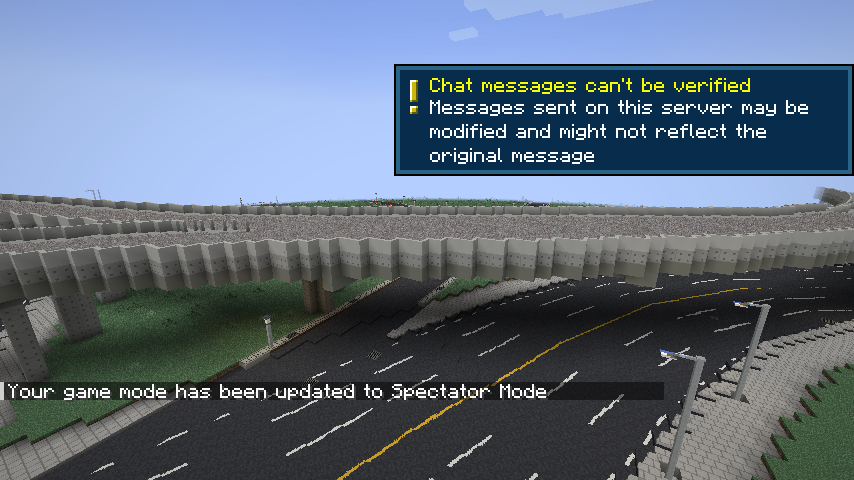 Chat messages can't be verified
Messages sent on this server may be
modified and might not reflect the
original message
Your game mode has been updated to Spectator Mode